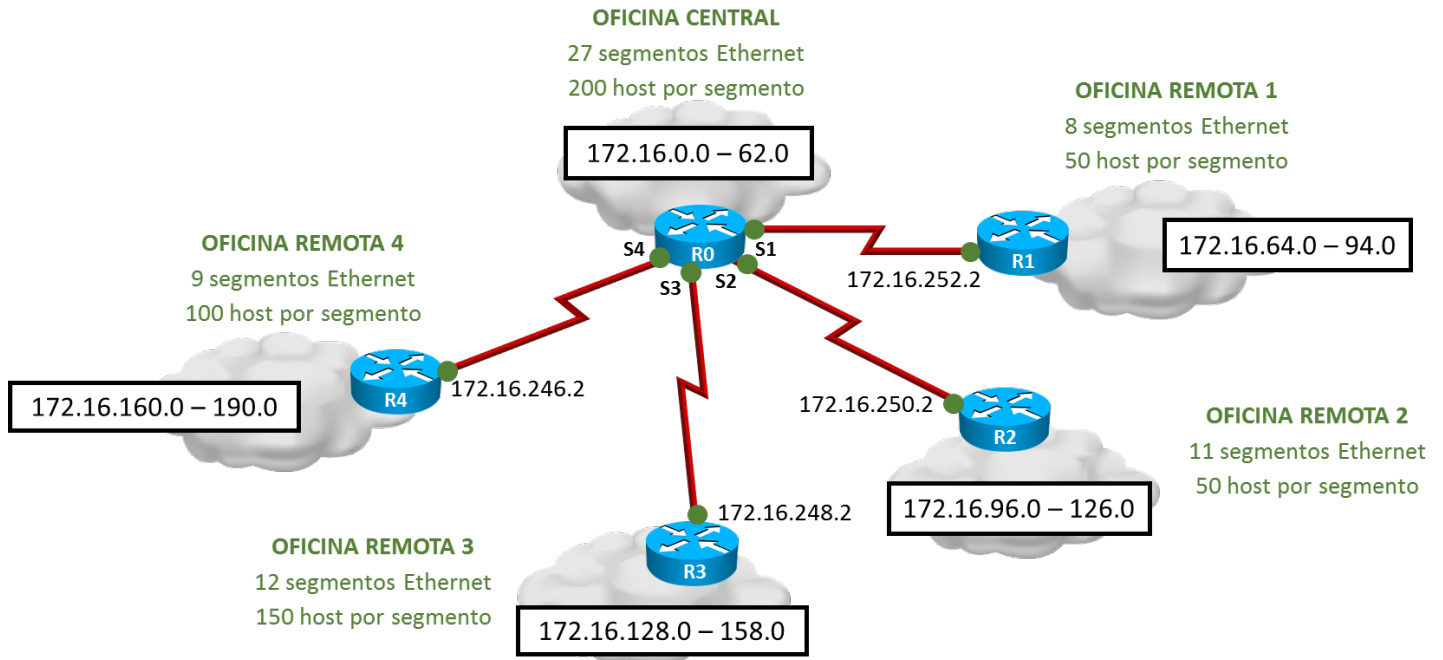 OFICINA CENTRAL
27 segmentos Ethernet
200 host por segmento
172.16.0.0 – 62.0
OFICINA REMOTA 1
8 segmentos Ethernet
50 host por segmento
172.16.64.0 – 94.0
R1
172.16.252.2
R0
S1
S2
S3
S4
OFICINA REMOTA 4
9 segmentos Ethernet
100 host por segmento
172.16.160.0 – 190.0
R4
172.16.246.2
172.16.250.2
R2
OFICINA REMOTA 2
11 segmentos Ethernet
50 host por segmento
172.16.96.0 – 126.0
172.16.248.2
R3
OFICINA REMOTA 3
12 segmentos Ethernet
150 host por segmento
172.16.128.0 – 158.0